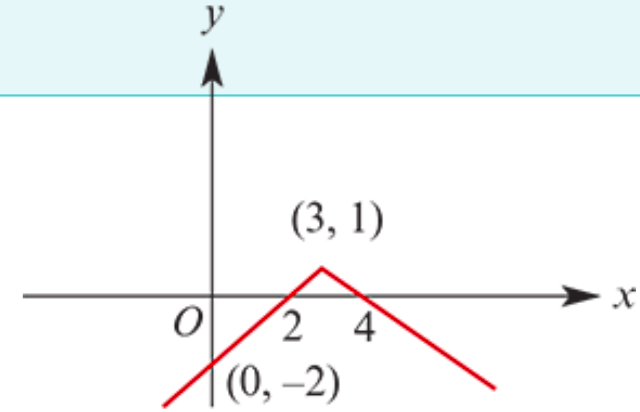 y
(3, 1)
x
O
2
4
(0, –2)